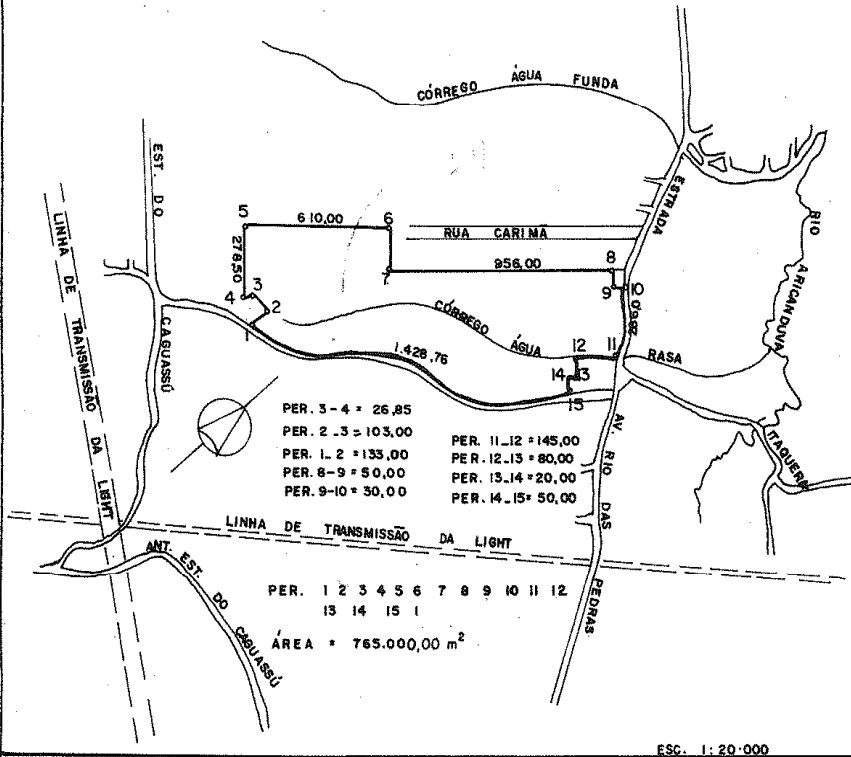 CÓRREGO ÁGUA FUNDA
EST. DO
CAGUASSÚ
LINHA DE TRANSMISSÃO DA LIGHT
ESTRADA
RIO ARICANDUVA
5 610,00 6
RUA CARIMÃ
278,50
956,00
8
7
9 10
4 3
2
1
CÓRREGO ÁGUA RASA
12 11
14 13
15
1.428,76
AV. RIO DAS PEDRAS
ITAQUERA
PER. 3-4 = 26,85
PER. 2-3 = 103,00
PER. 1-2 = 133,00
PER. 8-9 = 50,00
PER. 9-10 = 30,00
PER. 11-12 = 145,00
PER. 12-13 = 80,00
PER. 13-14 = 20,00
PER. 14-15 = 50,00
LINHA DE TRANSMISSÃO DA LIGHT
ANT. EST. DO CAGUASSÚ
PER. 1 2 3 4 5 6 7 8 9 10 11 12
13 14 15 1
ÁREA = 765.000,00 m²
ESC. 1:20.000